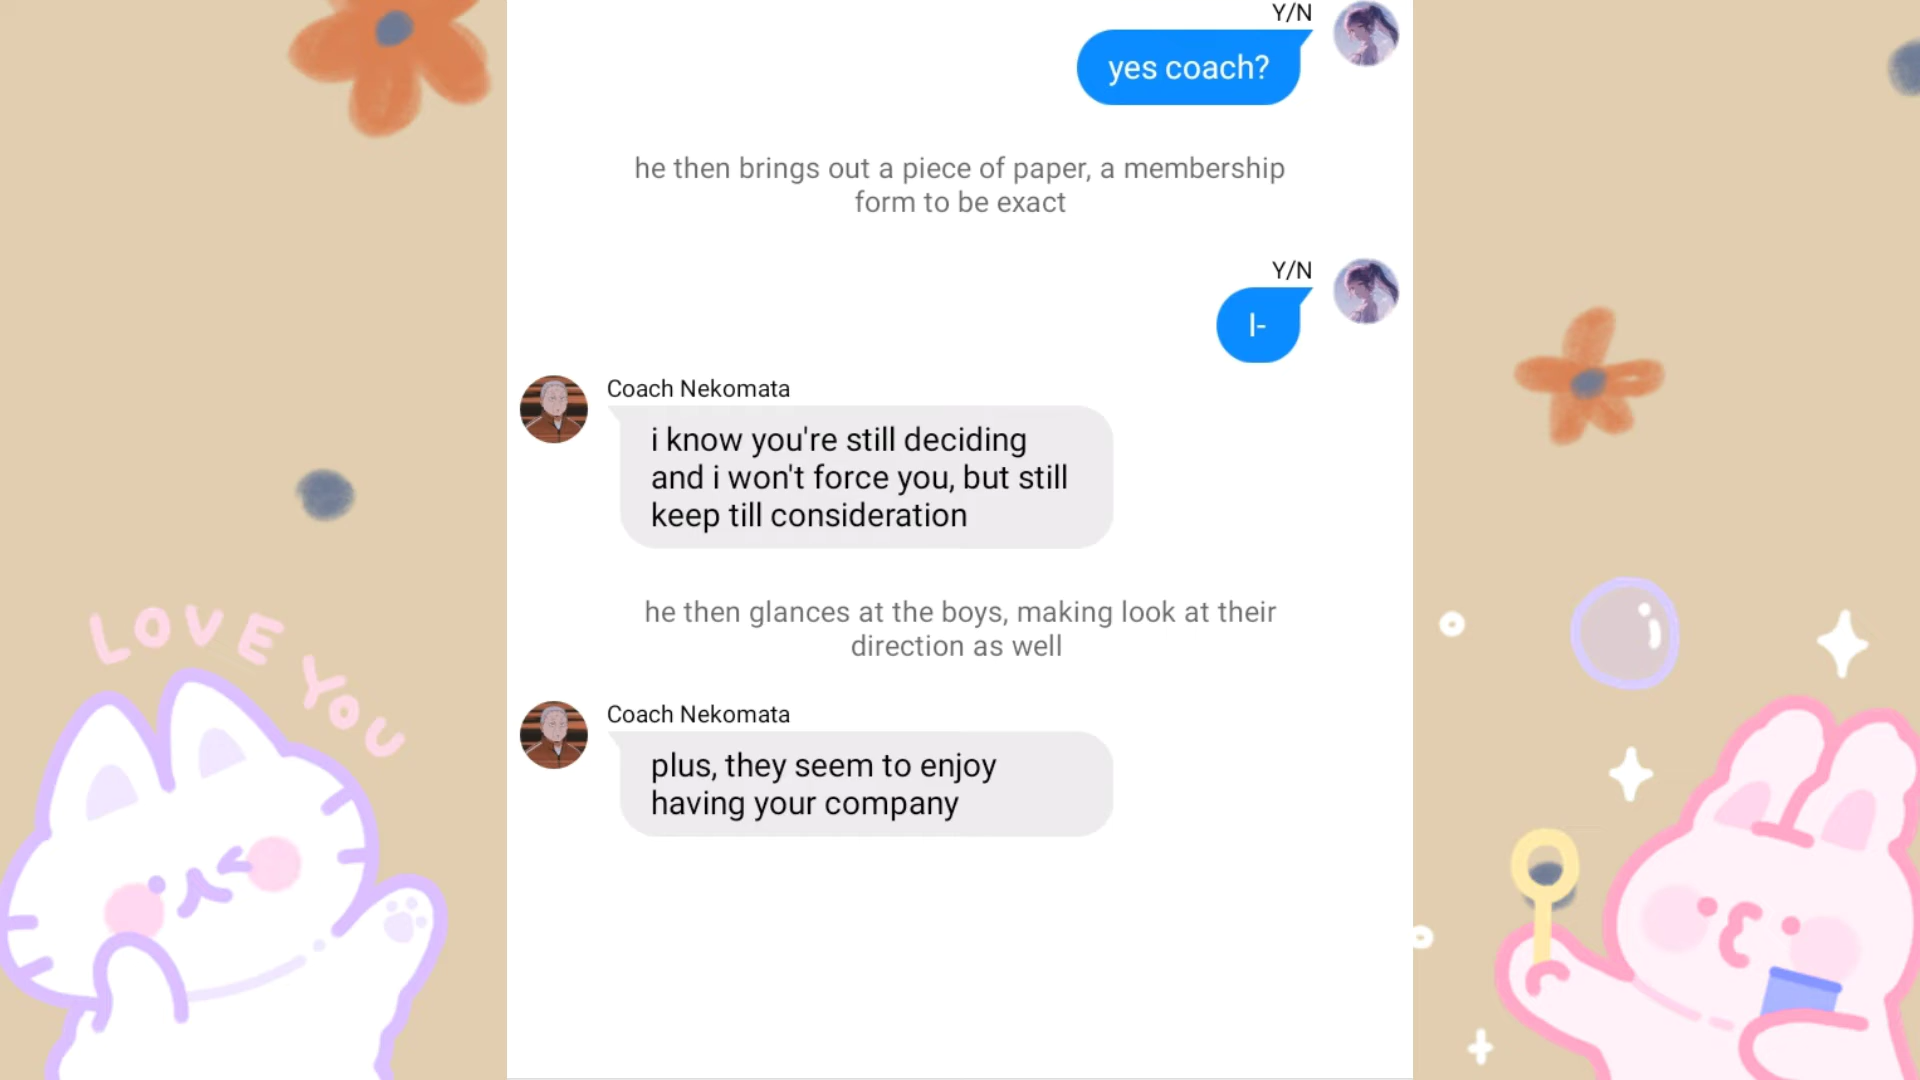 Y/N
yes coach?
he then brings out a piece of paper, a membership
form to be exact
Y/N
I-
Coach Nekomata
i know you're still deciding
and i won't force you, but still
keep till consideration
he then glances at the boys, making look at their
direction as well
Coach Nekomata
plus, they seem to enjoy
having your company
LOVE
YOU